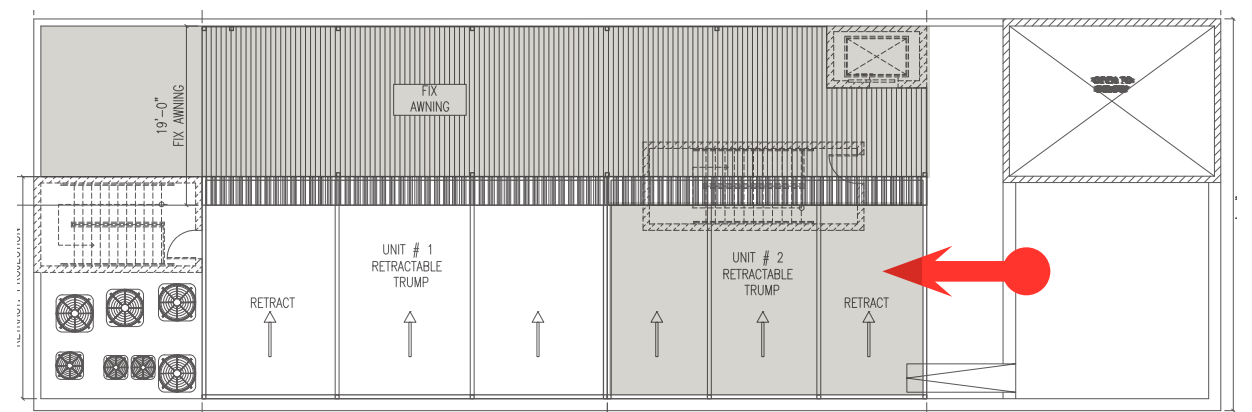 FIX
AWNING
19'-0"
FIX AWNING
UNIT # 1
RETRACTABLE
TRUMP
UNIT # 2
RETRACTABLE
TRUMP
RETRACT
RETRACT